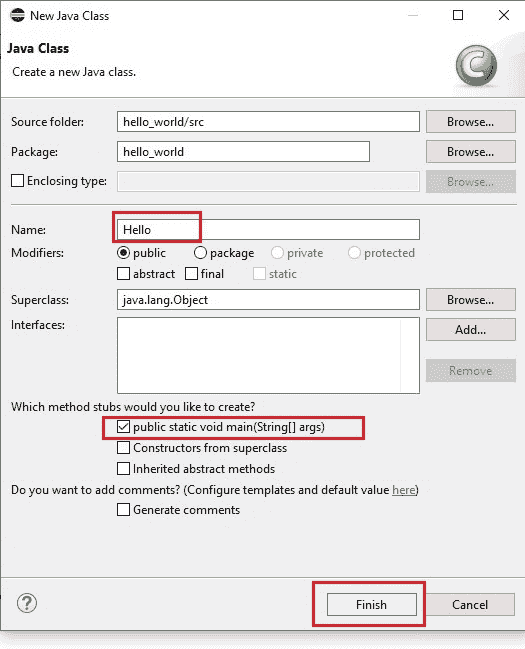 New Java Class
Java Class
Create a new Java class.
C
Source folder: hello_world/src Browse...
Package: hello_world Browse...
Enclosing type: Browse...
Name: Hello
Modifiers: public package private protected
abstract final static
Superclass: java.lang.Object Browse...
Interfaces: Add...
Remove
Which method stubs would you like to create?
public static void main(String[] args)
Constructors from superclass
Inherited abstract methods
Do you want to add comments? (Configure templates and default value here)
Generate comments
? Finish Cancel